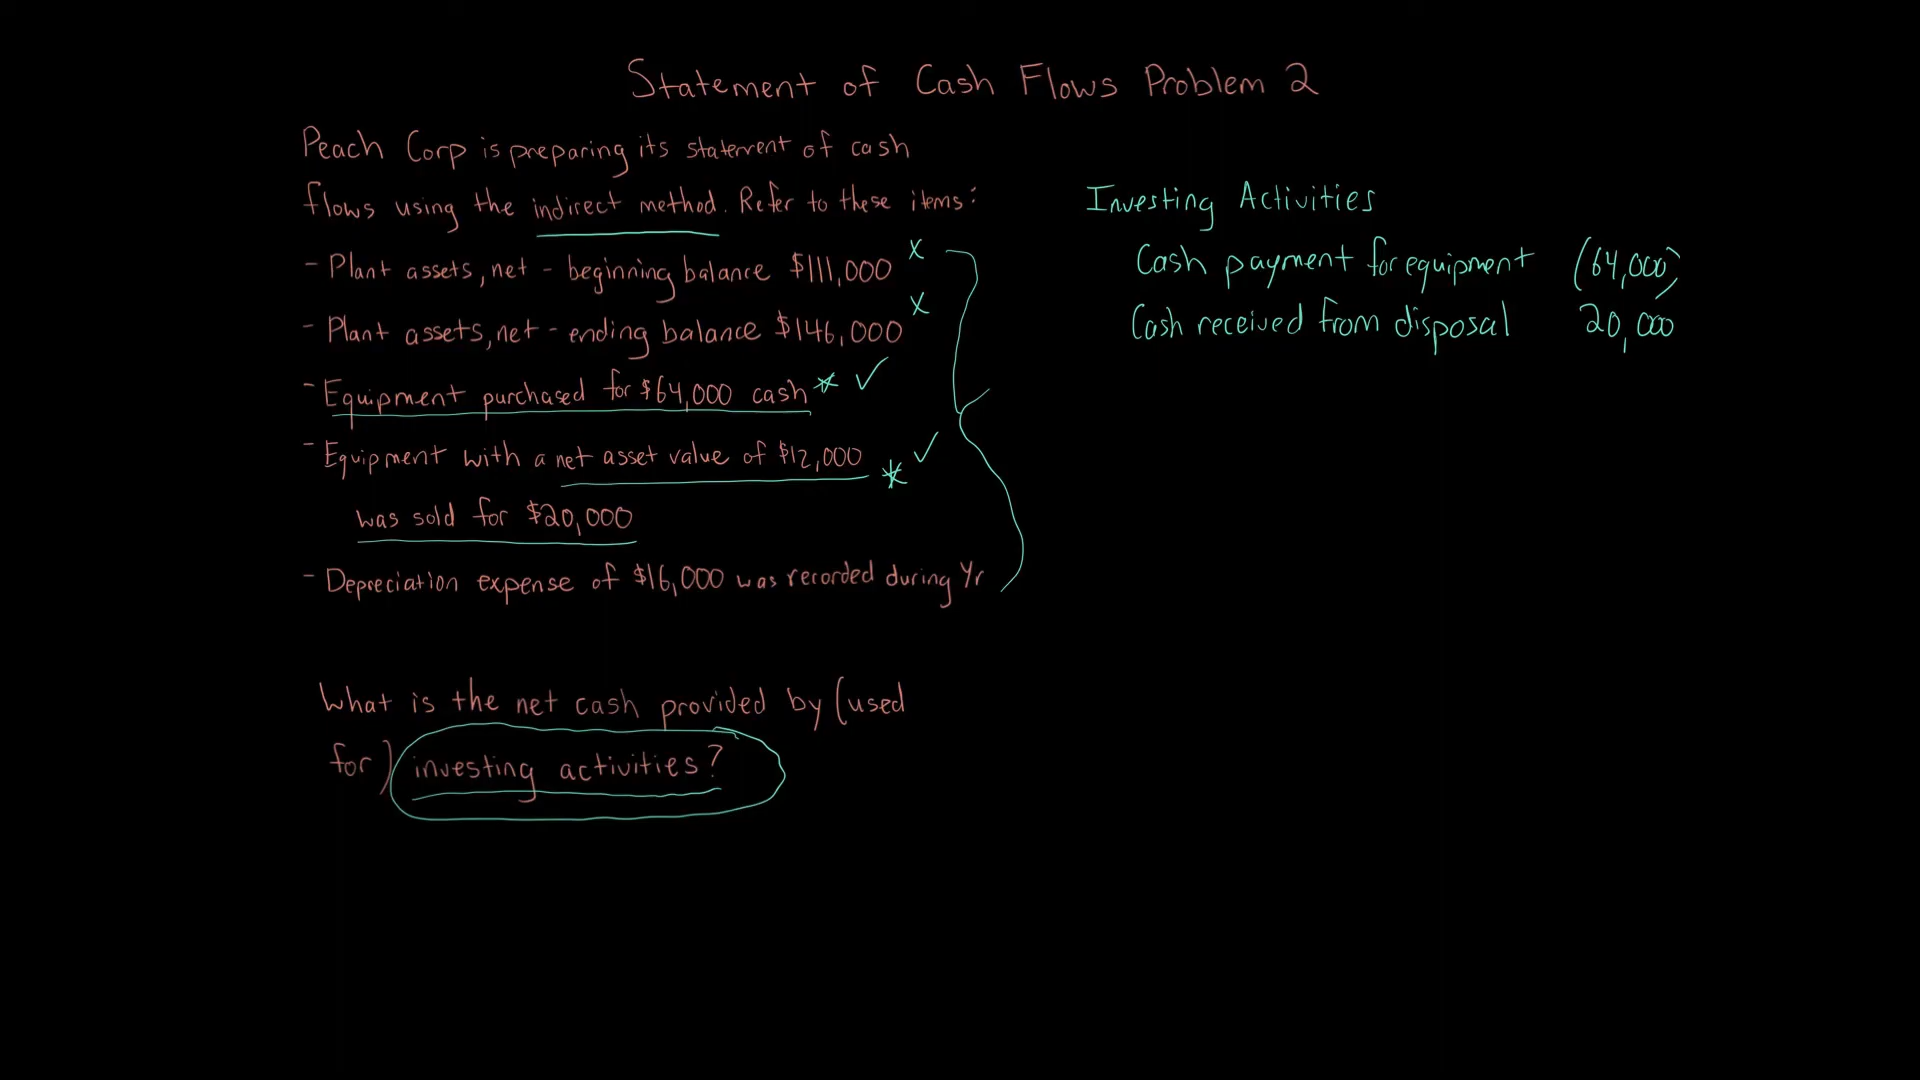 Statement of Cash Flows Problem 2
Peach Corp is preparing its statement of cash
flows using the indirect method. Refer to these items:
- Plant assets, net - beginning balance $111,000 x
- Plant assets, net - ending balance $146,000 x
- Equipment purchased for $64,000 cash * ✓
- Equipment with a net asset value of $12,000 * ✓
was sold for $20,000
- Depreciation expense of $16,000 was recorded during Yr
What is the net cash provided by (used
for) investing activities?
Investing Activities
Cash payment for equipment (64,000)
Cash received from disposal 20,000